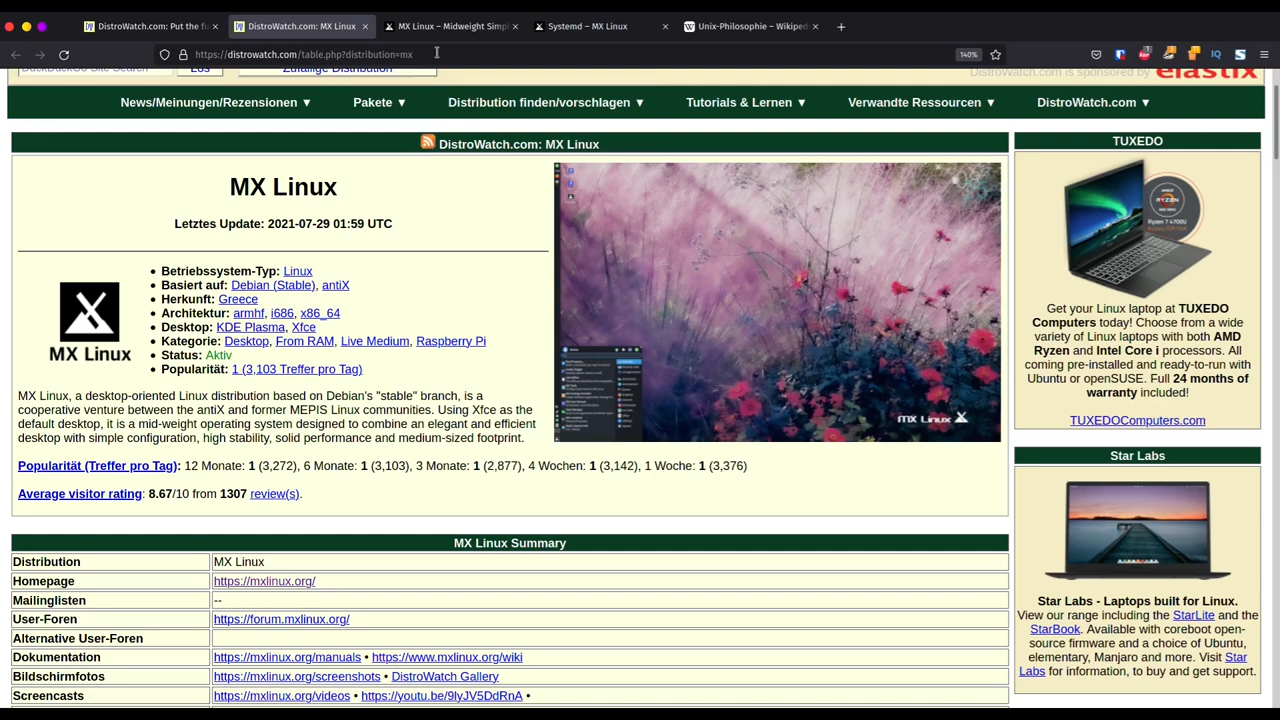 DistroWatch.com: Put the fu
DistroWatch.com: MX Linux
MX Linux – Midweight Simpl
Systemd – MX Linux
Unix-Philosophie – Wikiped
https://distrowatch.com/table.php?distribution=mx
140%
IQ
DuckDuckGo Site Search
Los
Zufällige Distribution
DistroWatch.com is sponsored by
elastix
News/Meinungen/Rezensionen ▼
Pakete ▼
Distribution finden/vorschlagen ▼
Tutorials & Lernen ▼
Verwandte Ressourcen ▼
DistroWatch.com ▼
DistroWatch.com: MX Linux
MX Linux
Letztes Update: 2021-07-29 01:59 UTC
MX Linux
• Betriebssystem-Typ: Linux
• Basiert auf: Debian (Stable), antiX
• Herkunft: Greece
• Architektur: armhf, i686, x86_64
• Desktop: KDE Plasma, Xfce
• Kategorie: Desktop, From RAM, Live Medium, Raspberry Pi
• Status: Aktiv
• Popularität: 1 (3,103 Treffer pro Tag)
MX Linux, a desktop-oriented Linux distribution based on Debian's "stable" branch, is a
cooperative venture between the antiX and former MEPIS Linux communities. Using Xfce as the
default desktop, it is a mid-weight operating system designed to combine an elegant and efficient
desktop with simple configuration, high stability, solid performance and medium-sized footprint.
MX Linux
Popularität (Treffer pro Tag): 12 Monate: 1 (3,272), 6 Monate: 1 (3,103), 3 Monate: 1 (2,877), 4 Wochen: 1 (3,142), 1 Woche: 1 (3,376)
Average visitor rating: 8.67/10 from 1307 review(s).
MX Linux Summary
Distribution MX Linux
Homepage https://mxlinux.org/
Mailinglisten --
User-Foren https://forum.mxlinux.org/
Alternative User-Foren
Dokumentation https://mxlinux.org/manuals • https://www.mxlinux.org/wiki
Bildschirmfotos https://mxlinux.org/screenshots • DistroWatch Gallery
Screencasts https://mxlinux.org/videos • https://youtu.be/9lyJV5DdRnA •
TUXEDO
AMD
RYZEN
Ryzen 7 4700U
Get your Linux laptop at TUXEDO
Computers today! Choose from a wide
variety of Linux laptops with both AMD
Ryzen and Intel Core i processors. All
coming pre-installed and ready-to-run with
Ubuntu or openSUSE. Full 24 months of
warranty included!
TUXEDOComputers.com
Star Labs
Star Labs - Laptops built for Linux.
View our range including the StarLite and the
StarBook. Available with coreboot open-
source firmware and a choice of Ubuntu,
elementary, Manjaro and more. Visit Star
Labs for information, to buy and get support.